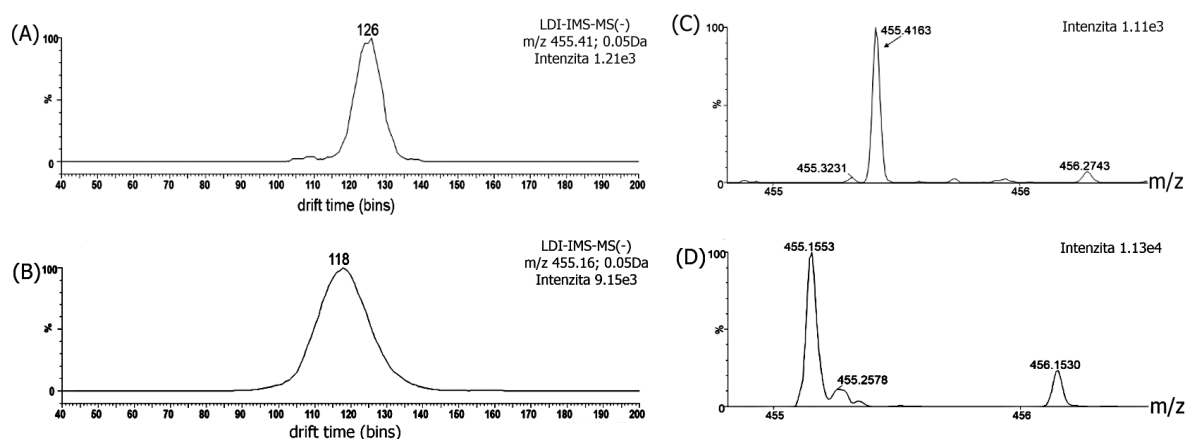 (A)
126
LDI-IMS-MS(-)
m/z 455.41; 0.05Da
Intenzita 1.21e3
100
%
0
40 50 60 70 80 90 100 110 120 130 140 150 160 170 180 190 200
drift time (bins)
(B)
118
LDI-IMS-MS(-)
m/z 455.16; 0.05Da
Intenzita 9.15e3
100
%
0
40 50 60 70 80 90 100 110 120 130 140 150 160 170 180 190 200
drift time (bins)
(C)
Intenzita 1.11e3
100
455.4163
%
455.3231
456.2743
0
455 456 m/z
(D)
Intenzita 1.13e4
455.1553
100
%
455.2578
456.1530
0
455 456 m/z